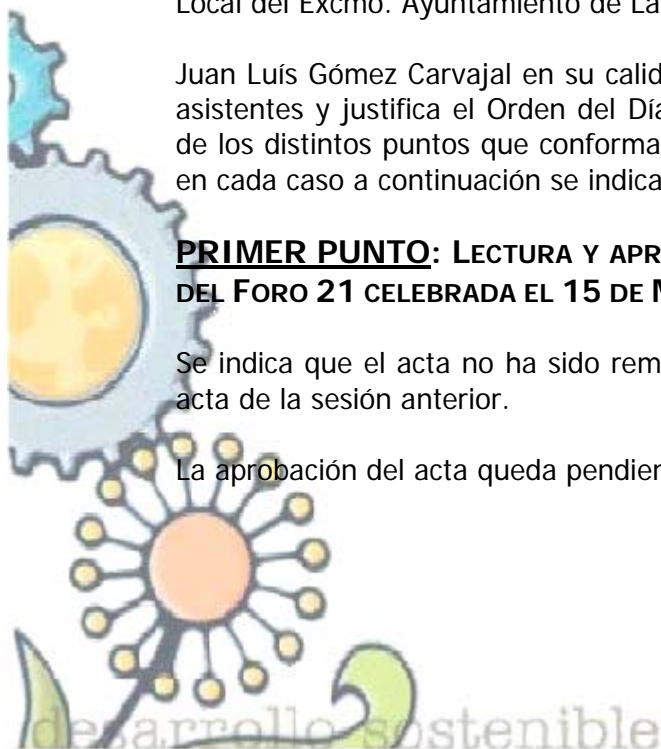 Local del Excmo. Ayuntamiento de La
Juan Luís Gómez Carvajal en su calid
asistentes y justifica el Orden del Día
de los distintos puntos que conforma
en cada caso a continuación se indica
PRIMER PUNTO: LECTURA Y APR
DEL FORO 21 CELEBRADA EL 15 DE M
Se indica que el acta no ha sido rem
acta de la sesión anterior.
La aprobación del acta queda pendier
desarrollo sostenible